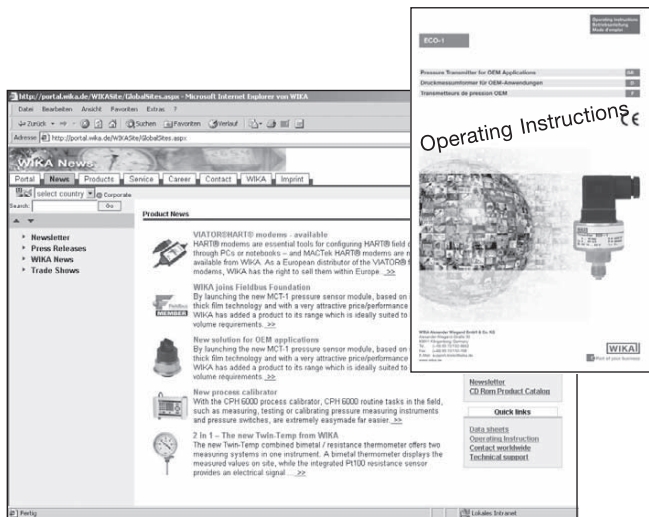 http://portal.wika.de/WIKASite/GlobalSites.aspx - Microsoft Internet Explorer von WIKA
Datei Bearbeiten Ansicht Favoriten Extras ?
Zurück Suchen Favoriten Verlauf
Adresse http://portal.wika.de/WIKASite/GlobalSites.aspx
WIKA News
Portal News Products Service Career Contact WIKA Imprint
select country Corporate
Search: Go
Newsletter
Press Releases
WIKA News
Trade Shows
Product News
VIATOR®HART® modems - available
HART® modems are essential tools for configuring HART® field
through PCs or notebooks – and MACTek HART® modems are
available from WIKA. As a European distributor of the VIATOR®
modems, WIKA has the right to sell them within Europe. >>
Fieldbus
MEMBER
WIKA joins Fieldbus Foundation
By launching the new MCT-1 pressure sensor module, based on
thick film technology and with a very attractive price/performance
WIKA has added a product to its range which is ideally suited to
volume requirements. >>
New solution for OEM applications
By launching the new MCT-1 pressure sensor module, based on
thick film technology and with a very attractive price/performance
WIKA has added a product to its range which is ideally suited to
volume requirements. >>
New process calibrator
With the CPH 6000 process calibrator, CPH 6000 routine tasks in the field,
such as measuring, testing or calibrating pressure measuring instruments
and pressure switches, are extremely easymade far easier. >>
2 in 1 - The new Twin-Temp from WIKA
The new Twin-Temp combined bimetal / resistance thermometer offers two
measuring systems in one instrument. A bimetal thermometer displays the
measured values on site, while the integrated Pt100 resistance sensor
provides an electrical signal ... >>
Newsletter
CD Rom Product Catalog
Quick links
Data sheets
Operating Instruction
Contact worldwide
Technical support
Fertig
Lokales Intranet
Operating instructions
Betriebsanleitung
Mode d'emploi
ECO-1
Pressure Transmitter for OEM Applications GB
Druckmessumformer für OEM-Anwendungen D
Transmetteurs de pression OEM F
Operating Instructions
CE
WIKA Alexander Wiegand GmbH & Co. KG
WIKA
Part of your business